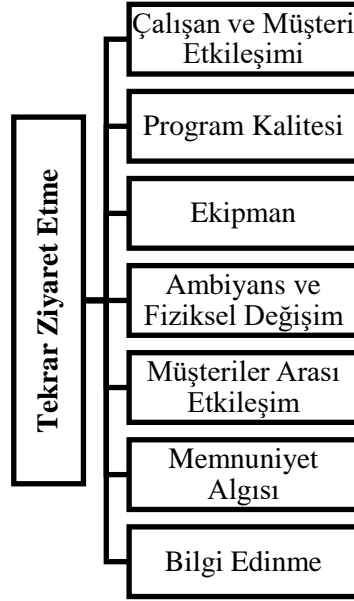 Tekrar Ziyaret Etme
Çalışan ve Müşteri
Etkileşimi
Program Kalitesi
Ekipman
Ambiyans ve
Fiziksel Değişim
Müşteriler Arası
Etkileşim
Memnuniyet
Algısı
Bilgi Edinme